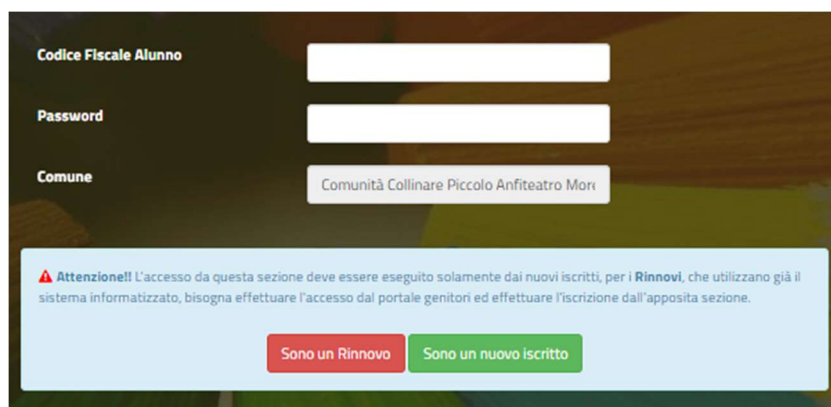 Codice Fiscale Alunno
Password
Comune
Comunità Collinare Piccolo Anfiteatro More
Attenzione!! L'accesso da questa sezione deve essere eseguito solamente dai nuovi iscritti, per i Rinnovi, che utilizzano già il
sistema informatizzato, bisogna effettuare l'accesso dal portale genitori ed effettuare l'iscrizione dall'apposita sezione.
Sono un Rinnovo
Sono un nuovo iscritto